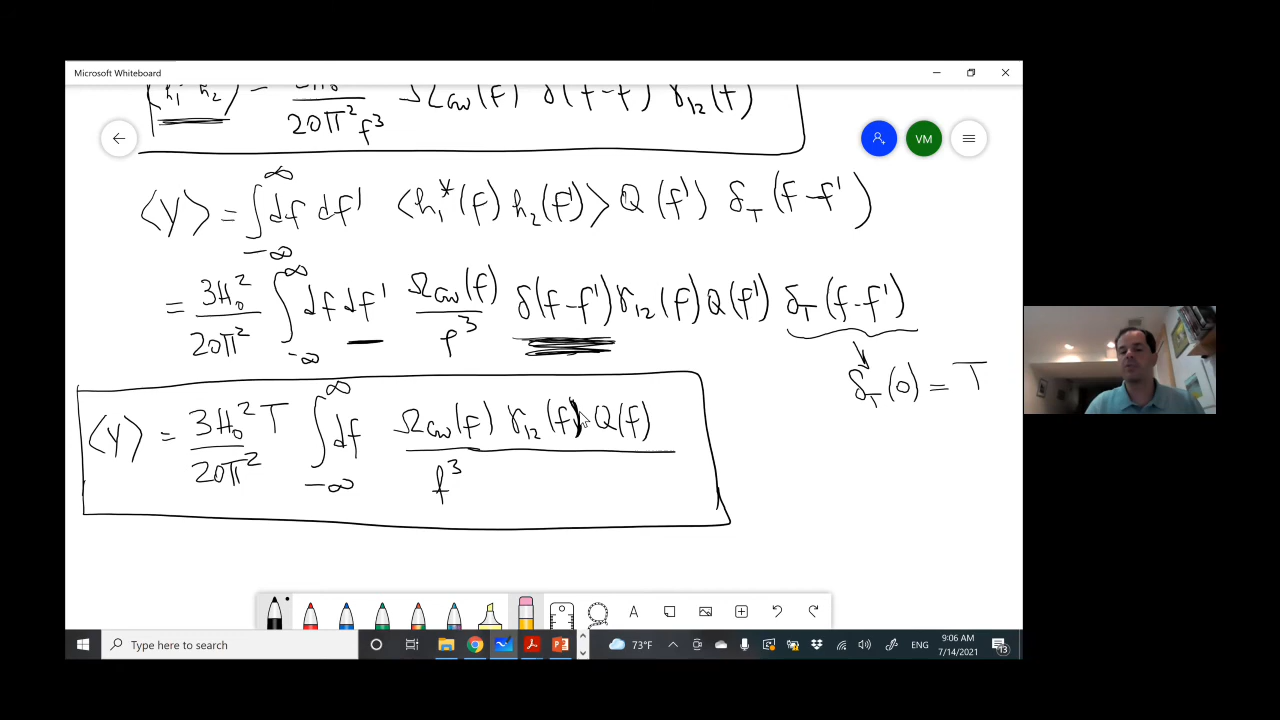 Microsoft Whiteboard
20π² f³ Ω_GW(f) δ(f-f') γ₁₂(f)
VM
⟨Y⟩ = ∫_{-∞}^{∞} df df' ⟨h₁*(f) h₂(f')⟩ Q(f') δ_T(f-f')
= 3H₀²/20π² ∫_{-∞}^{∞} df df' Ω_GW(f)/f³ δ(f-f') γ₁₂(f) Q(f') δ_T(f-f')
δ_T(0) = T
⟨Y⟩ = 3H₀² T/20π² ∫_{-∞}^{∞} df Ω_GW(f) γ₁₂(f) Q(f)/f³
A
Type here to search
73°F
ENG
9:06 AM
7/14/2021
13